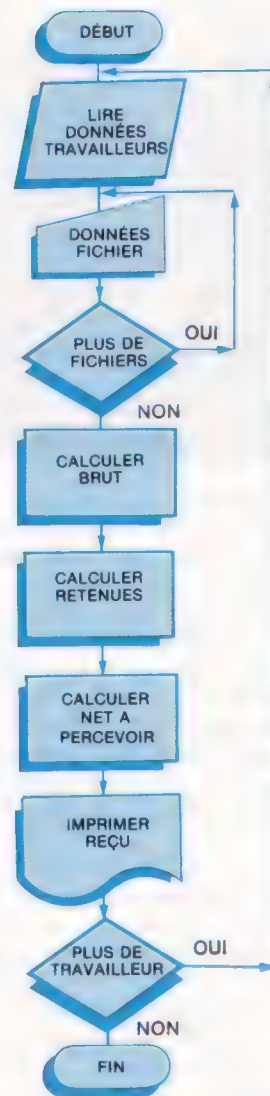 DÉBUT
LIRE
DONNÉES
TRAVAILLEURS
DONNÉES
FICHIER
PLUS DE
FICHIERS
OUI
NON
CALCULER
BRUT
CALCULER
RETENUES
CALCULER
NET A
PERCEVOIR
IMPRIMER
REÇU
PLUS DE
TRAVAILLEUR
OUI
NON
FIN